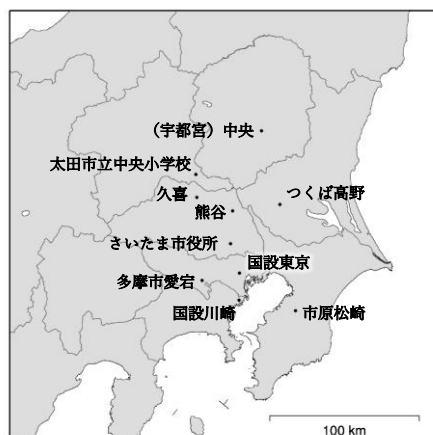 （宇都宮）中央
太田市立中央小学校
久喜
つくば高野
熊谷
さいたま市役所
国設東京
多摩市愛宕
国設川崎
市原松崎
100 km